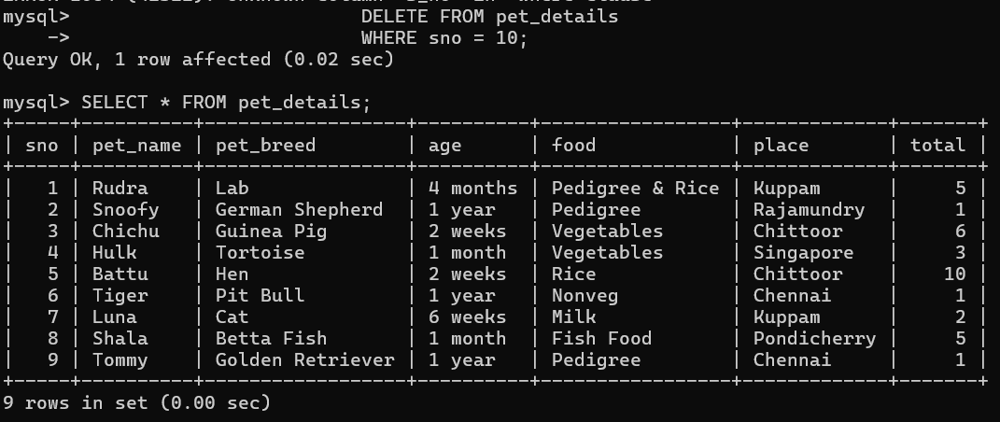 mysql>                          DELETE FROM pet_details
    ->                          WHERE sno = 10;
Query OK, 1 row affected (0.02 sec)
mysql> SELECT * FROM pet_details;
+-----+----------+------------------+----------+-----------------+-------------+-------+
| sno | pet_name | pet_breed        | age      | food            | place       | total |
+-----+----------+------------------+----------+-----------------+-------------+-------+
|   1 | Rudra    | Lab              | 4 months | Pedigree & Rice | Kuppam      |     5 |
|   2 | Snoofy   | German Shepherd  | 1 year   | Pedigree        | Rajamundry  |     1 |
|   3 | Chichu   | Guinea Pig       | 2 weeks  | Vegetables      | Chittoor    |     6 |
|   4 | Hulk     | Tortoise         | 1 month  | Vegetables      | Singapore   |     3 |
|   5 | Battu    | Hen              | 2 weeks  | Rice            | Chittoor    |    10 |
|   6 | Tiger    | Pit Bull         | 1 year   | Nonveg          | Chennai     |     1 |
|   7 | Luna     | Cat              | 6 weeks  | Milk            | Kuppam      |     2 |
|   8 | Shala    | Betta Fish       | 1 month  | Fish Food       | Pondicherry |     5 |
|   9 | Tommy    | Golden Retriever | 1 year   | Pedigree        | Chennai     |     1 |
+-----+----------+------------------+----------+-----------------+-------------+-------+
9 rows in set (0.00 sec)